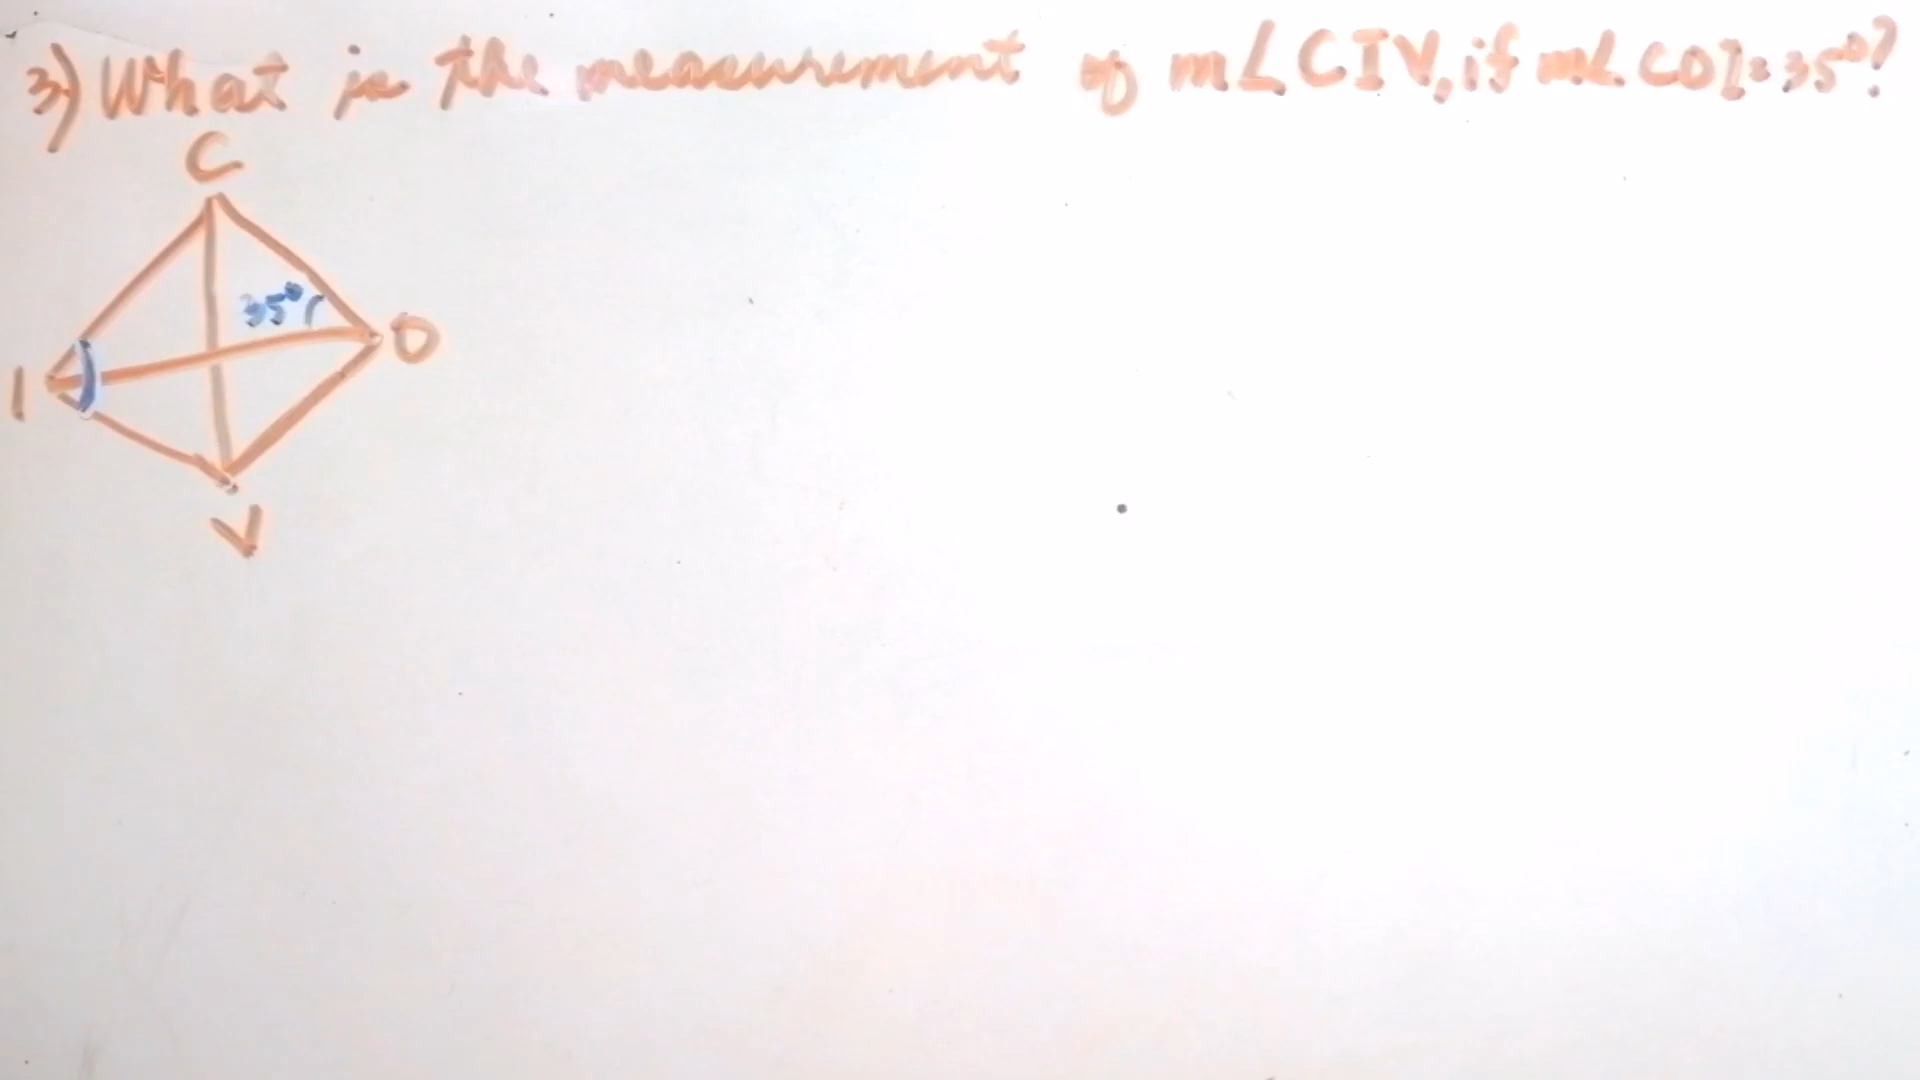 3.) What is the measurement of m∠CIV, if m∠COI = 35°?
C
35°
O
I
V